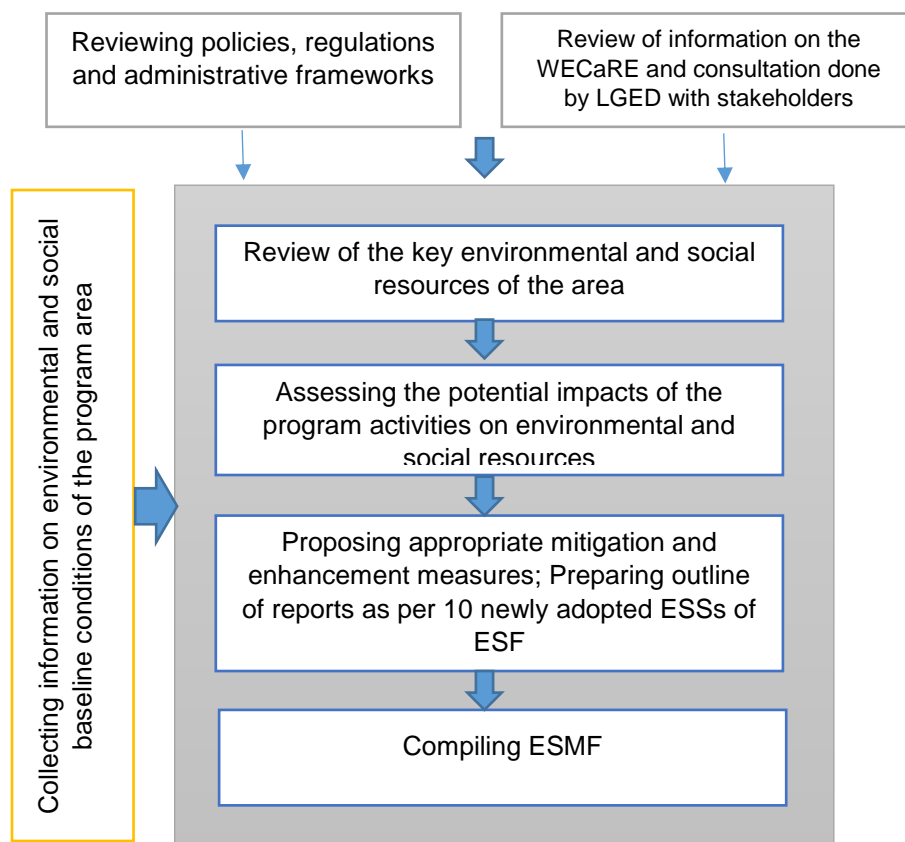 Reviewing policies, regulations
and administrative frameworks
Review of information on the
WECaRE and consultation done
by LGED with stakeholders
Collecting information on environmental and social
baseline conditions of the program area
Review of the key environmental and social
resources of the area
Assessing the potential impacts of the
program activities on environmental and
social resources
Proposing appropriate mitigation and
enhancement measures; Preparing outline
of reports as per 10 newly adopted ESSs of
ESF
Compiling ESMF